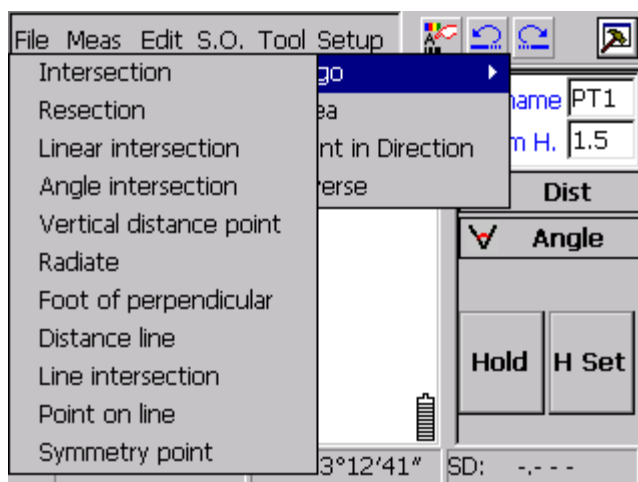 File Meas Edit S.O. Tool Setup
Intersection
Resection
Linear intersection
Angle intersection
Vertical distance point
Radiate
Foot of perpendicular
Distance line
Line intersection
Point on line
Symmetry point
go
ea
nt in Direction
erse
name PT1
m H. 1.5
Dist
Angle
Hold H Set
3°12'41" SD: -.- - -